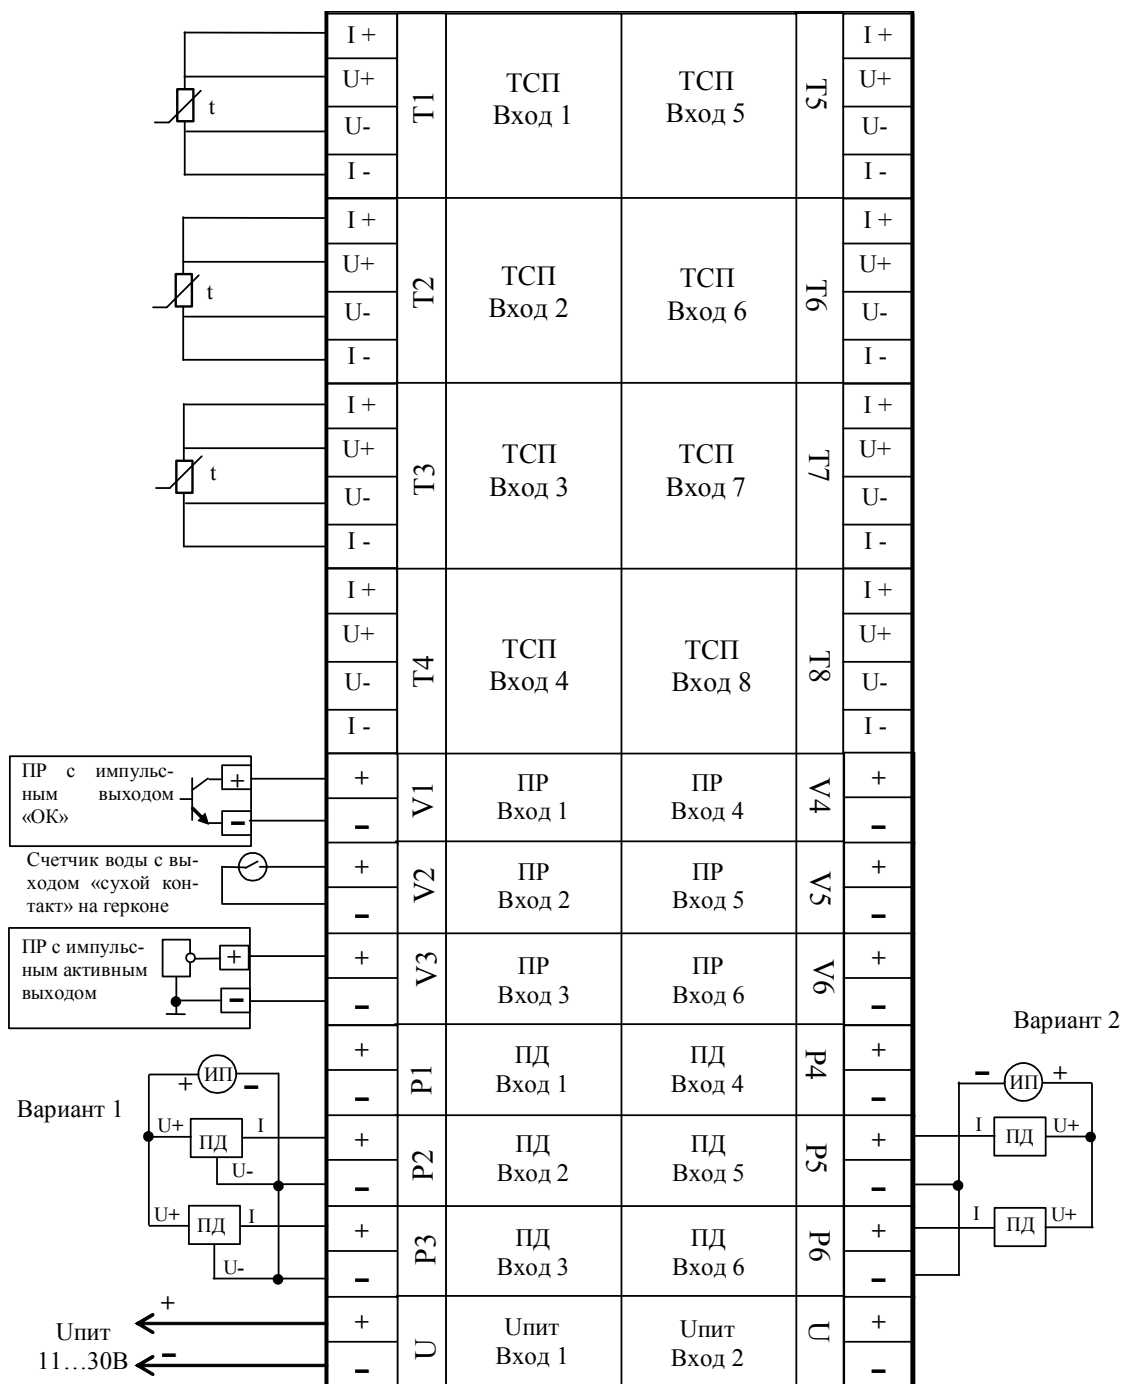 I +
I +
U+
U+
t
T1
ТСП
Вход 1
ТСП
Вход 5
T5
U-
U-
I -
I -
I +
I +
U+
U+
t
T2
ТСП
Вход 2
ТСП
Вход 6
T6
U-
U-
I -
I -
I +
I +
U+
U+
t
T3
ТСП
Вход 3
ТСП
Вход 7
T7
U-
U-
I -
I -
I +
I +
U+
U+
T4
ТСП
Вход 4
ТСП
Вход 8
T8
U-
U-
I -
I -
ПР с импульс-
ным выходом
«ОК»
+
–
+
–
V1
ПР
Вход 1
ПР
Вход 4
V4
+
–
Счетчик воды с вы-
ходом «сухой кон-
такт» на герконе
+
–
V2
ПР
Вход 2
ПР
Вход 5
V5
+
–
ПР с импульс-
ным активным
выходом
+
–
+
–
V3
ПР
Вход 3
ПР
Вход 6
V6
+
–
Вариант 1
+ ИП –
U+ ПД I
U-
U+ ПД I
U-
+
–
P1
ПД
Вход 1
ПД
Вход 4
P4
+
–
+
–
P2
ПД
Вход 2
ПД
Вход 5
P5
+
–
+
–
P3
ПД
Вход 3
ПД
Вход 6
P6
+
–
Вариант 2
– ИП +
I ПД U+
I ПД U+
+
Uпит
11…30В –
+
–
U
Uпит
Вход 1
Uпит
Вход 2
U
+
–